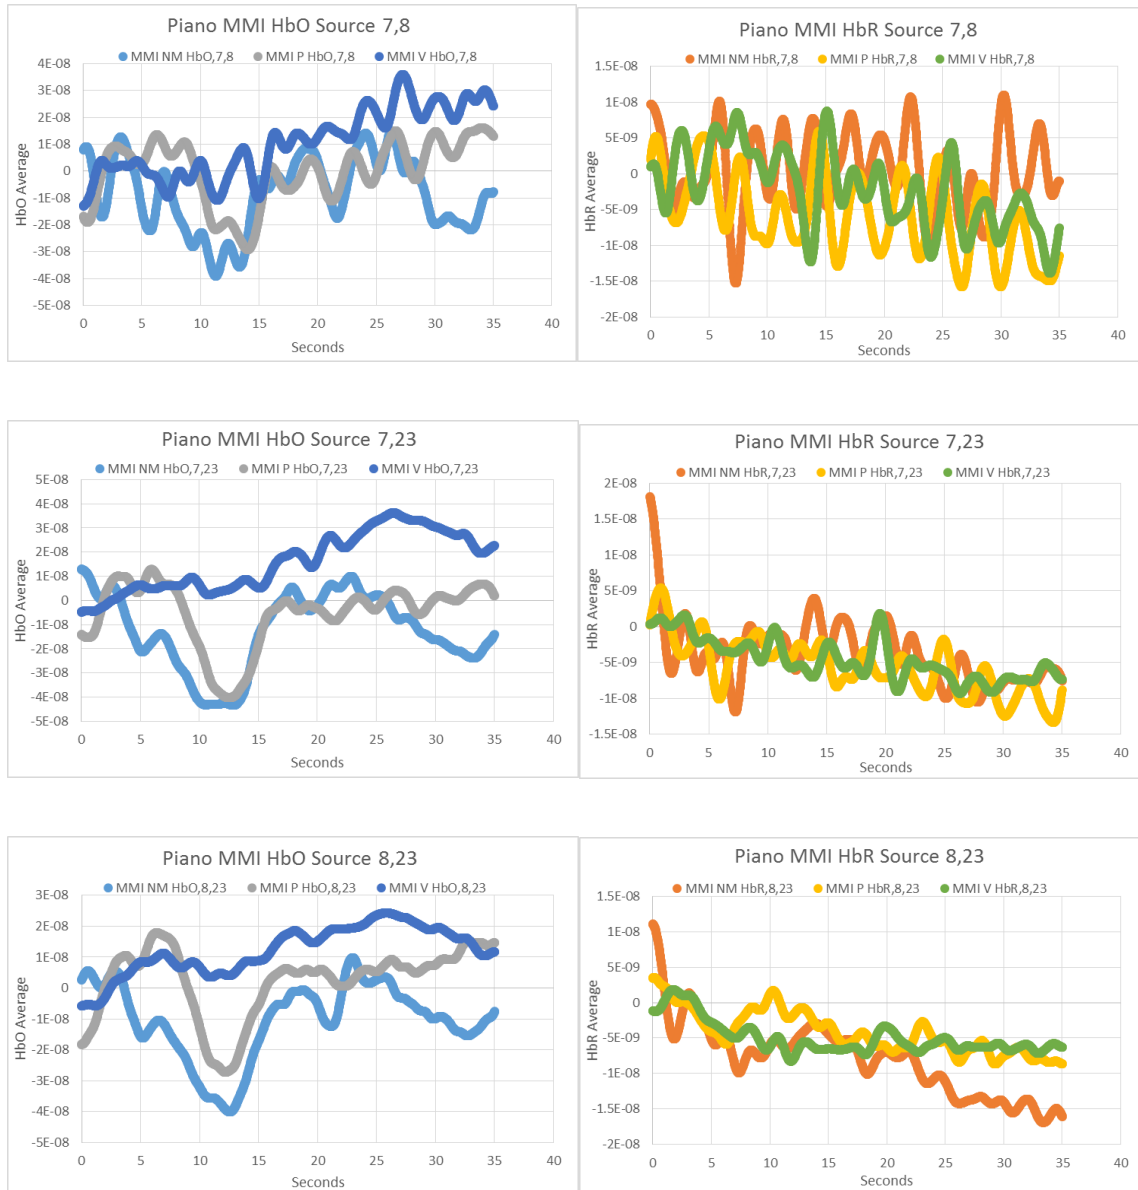 Piano MMI HbO Source 7,8
MMI NM HbO,7,8 MMI P HbO,7,8 MMI V HbO,7,8
4E-08
3E-08
2E-08
1E-08
0
-1E-08
-2E-08
-3E-08
-4E-08
-5E-08
HbO Average
0 5 10 15 20 25 30 35 40
Seconds
Piano MMI HbR Source 7,8
MMI NM HbR,7,8 MMI P HbR,7,8 MMI V HbR,7,8
1.5E-08
1E-08
5E-09
0
-5E-09
-1E-08
-1.5E-08
-2E-08
HbR Average
0 5 10 15 20 25 30 35 40
Seconds
Piano MMI HbO Source 7,23
MMI NM HbO,7,23 MMI P HbO,7,23 MMI V HbO,7,23
5E-08
4E-08
3E-08
2E-08
1E-08
0
-1E-08
-2E-08
-3E-08
-4E-08
-5E-08
HbO Average
0 5 10 15 20 25 30 35 40
Seconds
Piano MMI HbR Source 7,23
MMI NM HbR,7,23 MMI P HbR,7,23 MMI V HbR,7,23
2E-08
1.5E-08
1E-08
5E-09
0
-5E-09
-1E-08
-1.5E-08
HbR Average
0 5 10 15 20 25 30 35 40
Seconds
Piano MMI HbO Source 8,23
MMI NM HbO,8,23 MMI P HbO,8,23 MMI V HbO,8,23
3E-08
2E-08
1E-08
0
-1E-08
-2E-08
-3E-08
-4E-08
-5E-08
HbO Average
0 5 10 15 20 25 30 35 40
Seconds
Piano MMI HbR Source 8,23
MMI NM HbR,8,23 MMI P HbR,8,23 MMI V HbR,8,23
1.5E-08
1E-08
5E-09
0
-5E-09
-1E-08
-1.5E-08
-2E-08
HbR Average
0 5 10 15 20 25 30 35 40
Seconds